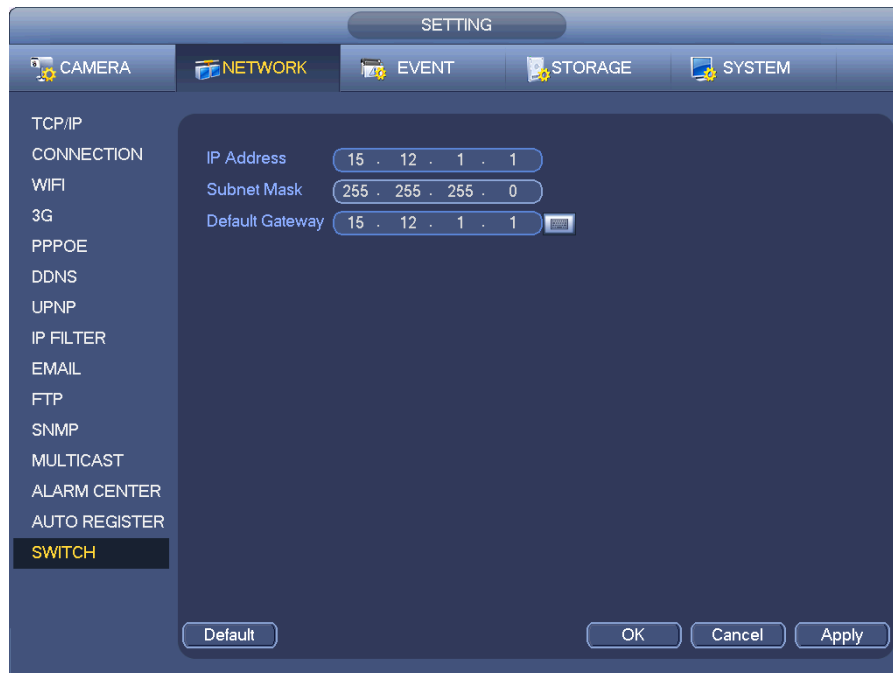 SETTING
CAMERA NETWORK EVENT STORAGE SYSTEM
TCP/IP
CONNECTION
WIFI
3G
PPPOE
DDNS
UPNP
IP FILTER
EMAIL
FTP
SNMP
MULTICAST
ALARM CENTER
AUTO REGISTER
SWITCH
IP Address 15 . 12 . 1 . 1
Subnet Mask 255 . 255 . 255 . 0
Default Gateway 15 . 12 . 1 . 1
Default OK Cancel Apply